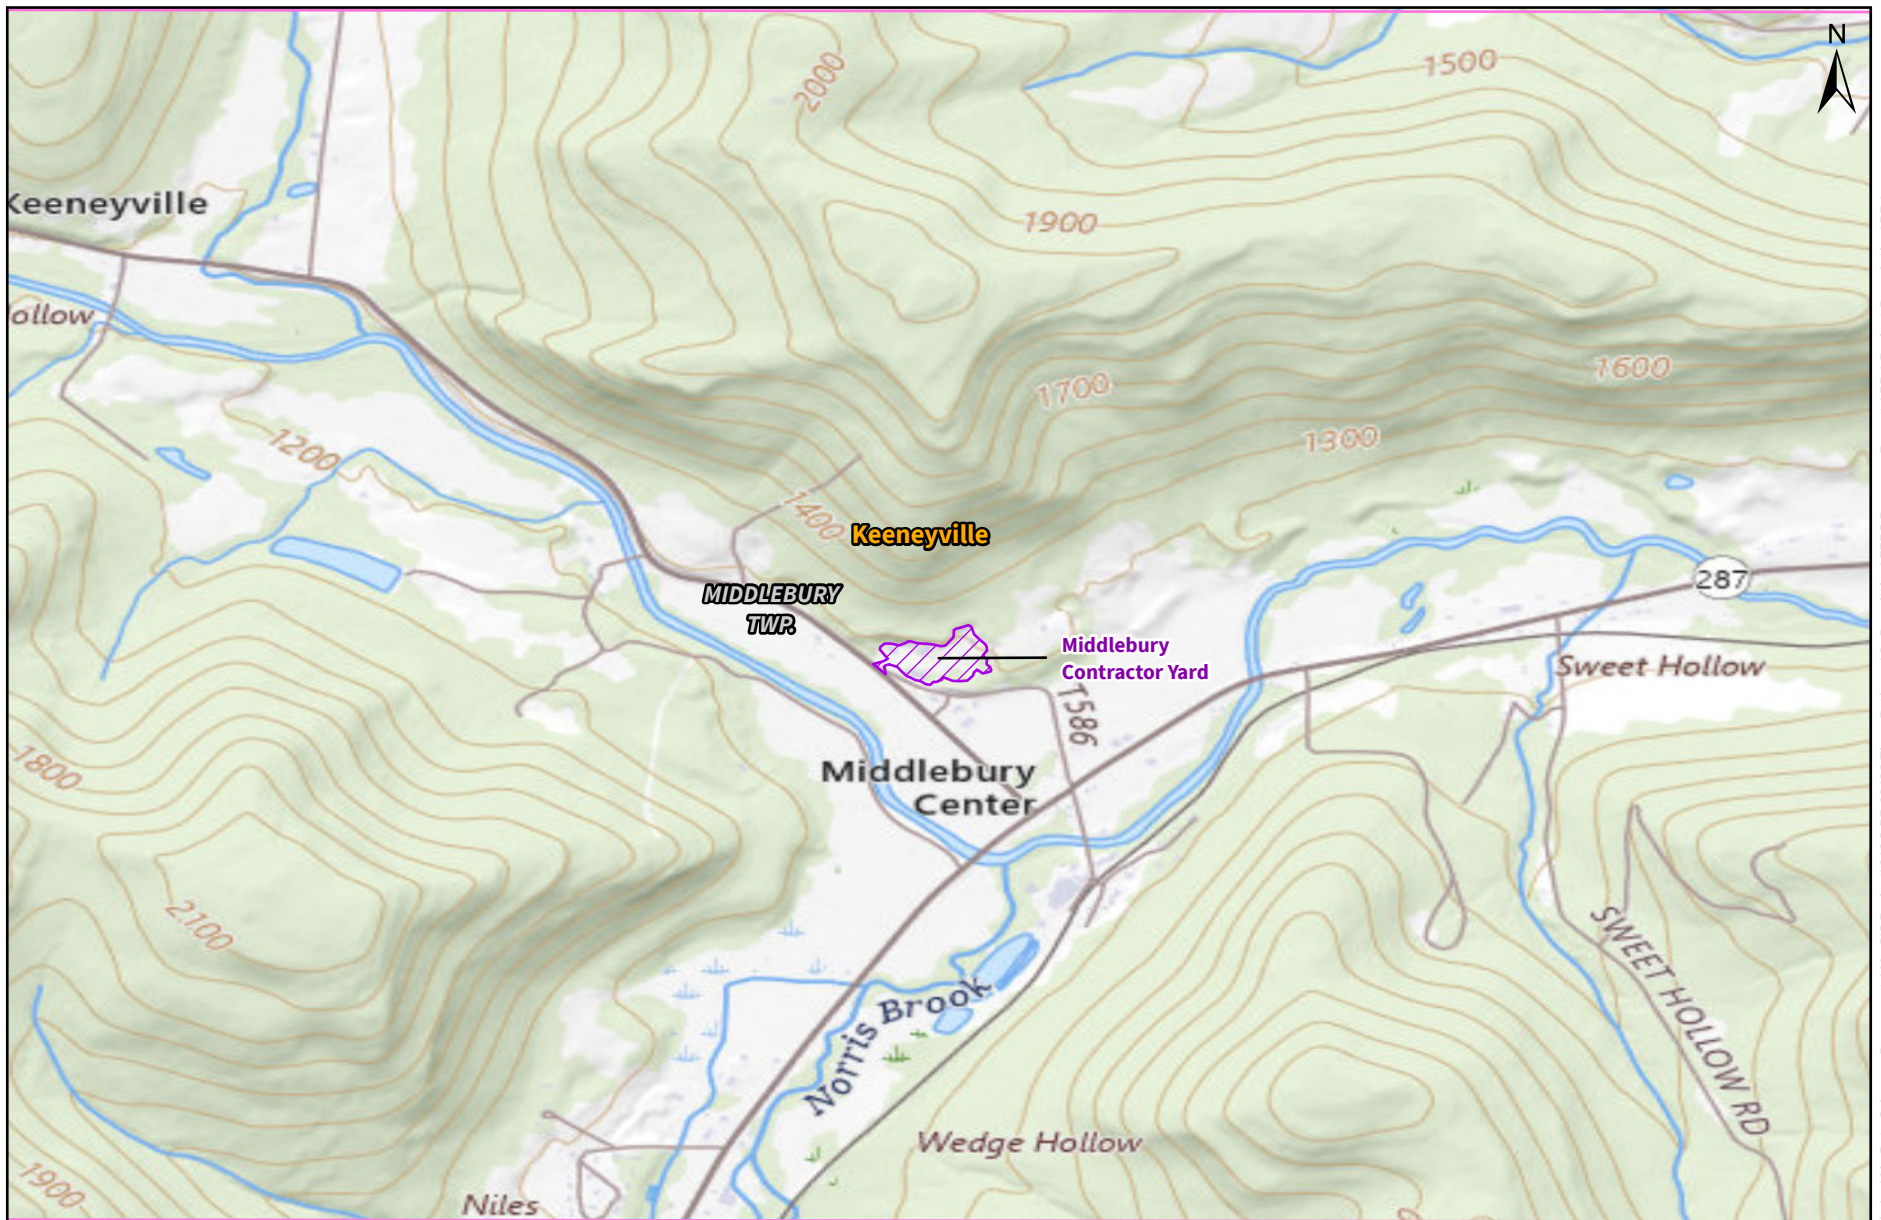 N
2000
1500
Keeneyville
1900
ollow
1600
1700
1300
1200
1400
Keeneyville
287
MIDDLEBURY
TWP.
Middlebury
Contractor Yard
Sweet Hollow
T586
1800
Middlebury
Center
2100
SWEET HOLLOW RD
Norris Brook
Wedge Hollow
1900
Niles